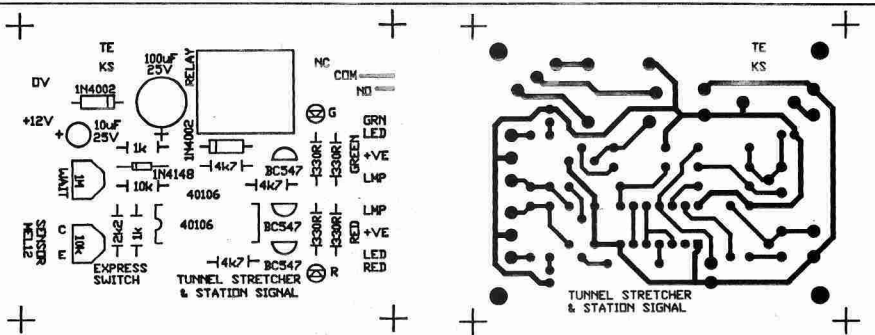 TE
KS
100uF
25V
RELAY
NC
COM
NO
0V
1N4002
+12V
10uF
25V
+
+
1k
1N4002
G
GRN
LED
+VE
LMP
GREEN
330R
330R
1M
WAIT
1N4148
10k
4k7
4k7
BC547
40106
40106
SENSOR
MEL12
C
E
10k
2k2
1k
BC547
BC547
330R
330R
RED
LMP
+VE
LED
RED
R
EXPRESS
SWITCH
4k7
TUNNEL STRETCHER
& STATION SIGNAL
TE
KS
TUNNEL STRETCHER
& STATION SIGNAL